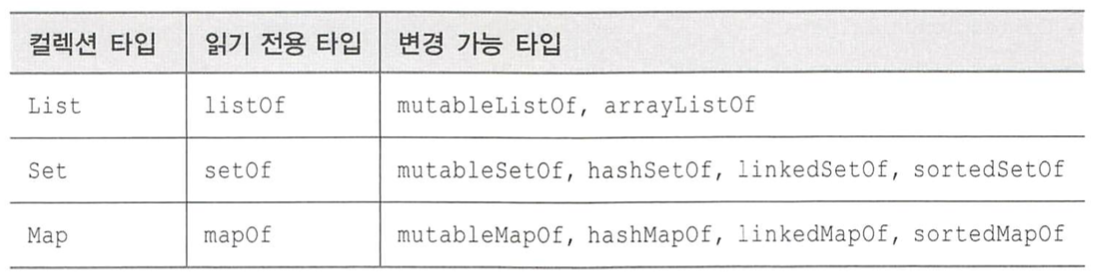 컬렉션 타입 읽기 전용 타입 변경 가능 타입
List listOf mutableListOf, arrayListOf
Set setOf mutableSetOf, hashSetOf, linkedSetOf, sortedSetOf
Map mapOf mutableMapOf, hashMapOf, linkedMapOf, sortedMapOf